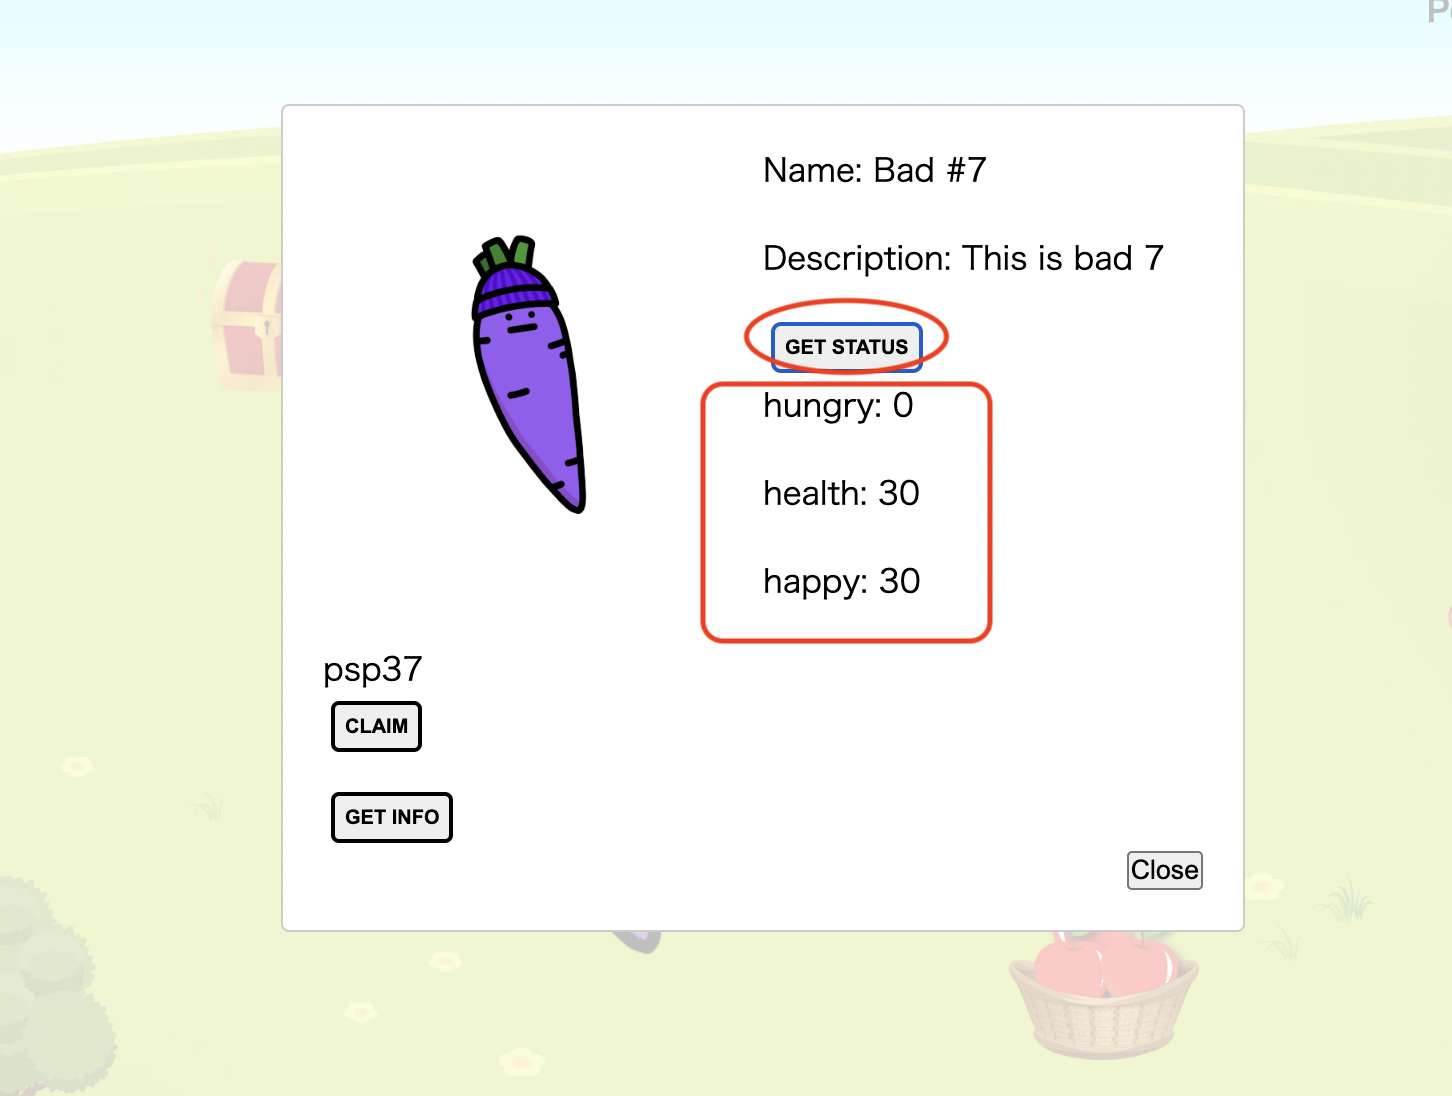 Name: Bad #7
Description: This is bad 7
GET STATUS
hungry: 0
health: 30
happy: 30
psp37
CLAIM
GET INFO
Close